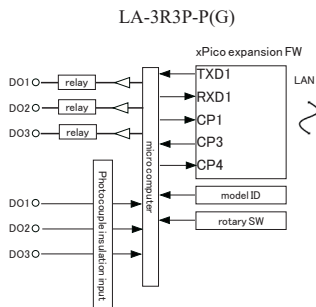 LA-3R3P-P(G)
xPico expansion FW
TXD1
LAN
DO1 relay
RXD1
DO2 relay
CP1
DO3 relay
CP3
CP4
micro computer
Photocouple insulation input
model ID
DO1
rotary SW
DO2
DO3